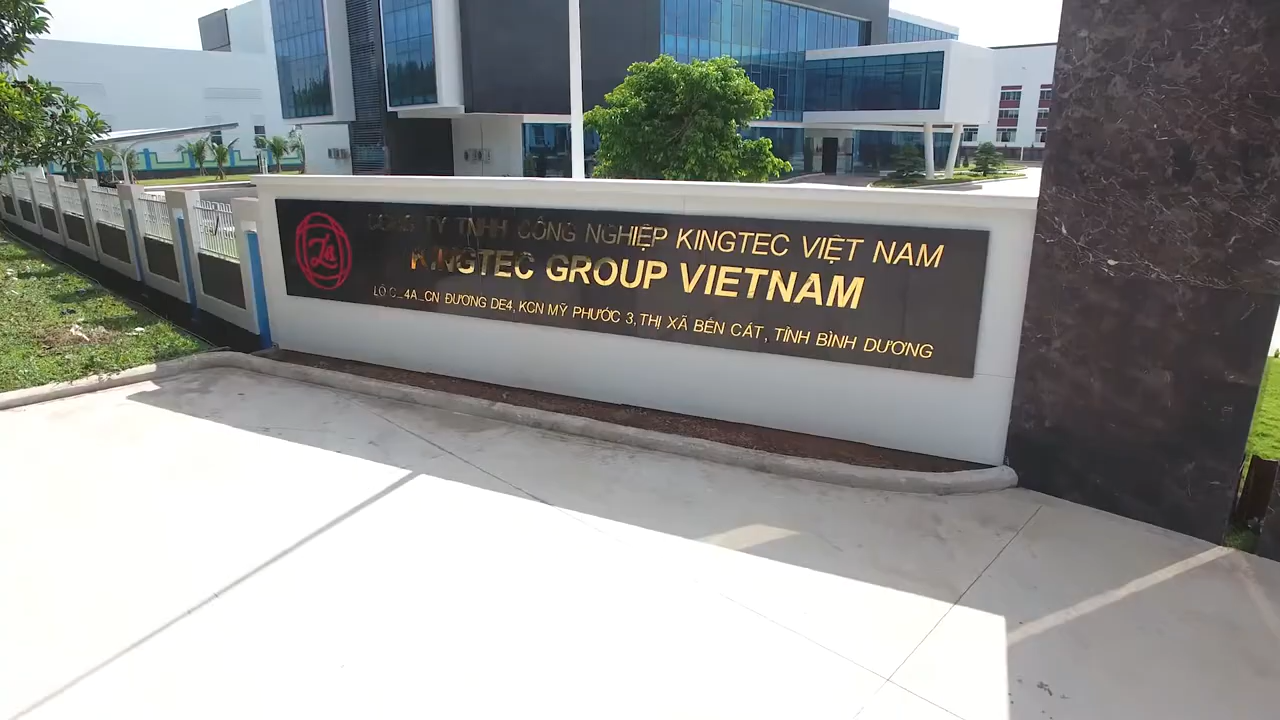 CÔNG TY TNHH CÔNG NGHIỆP KINGTEC VIỆT NAM
KINGTEC GROUP VIETNAM
LÔ C_4A_CN ĐƯỜNG DE4, KCN MỸ PHƯỚC 3, THỊ XÃ BẾN CÁT, TỈNH BÌNH DƯƠNG